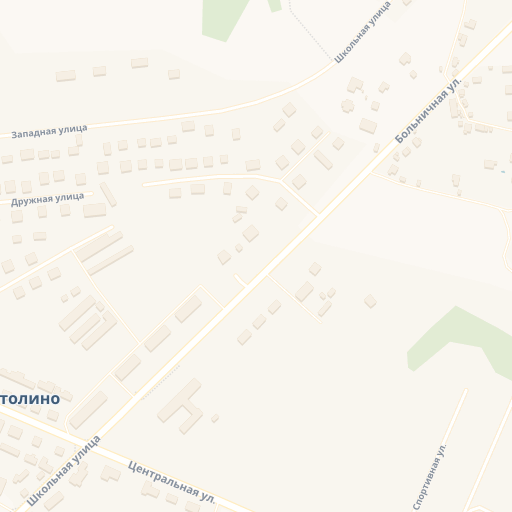 Школьная улица
Больничная ул.
Западная улица
Дружная улица
толино
Школьная улица
Центральная ул.
Спортивная ул.